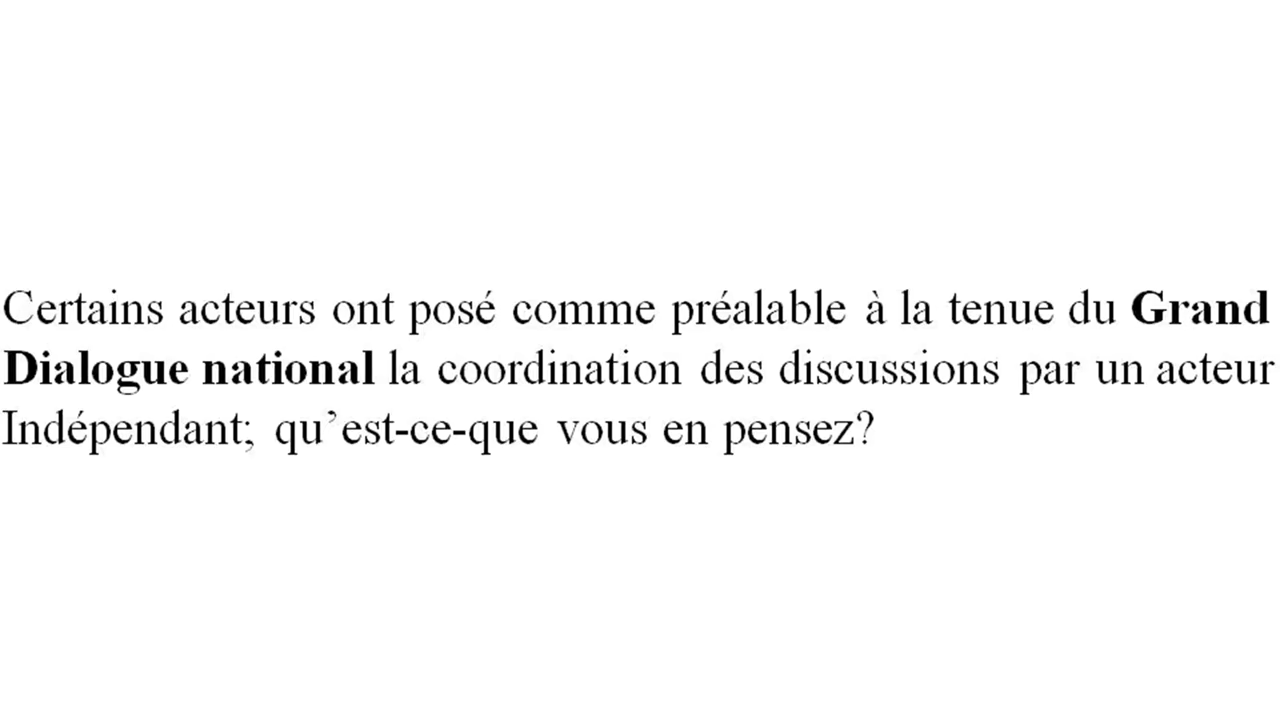 Certains acteurs ont posé comme préalable à la tenue du Grand
Dialogue national la coordination des discussions par un acteur
Indépendant; qu’est-ce-que vous en pensez?